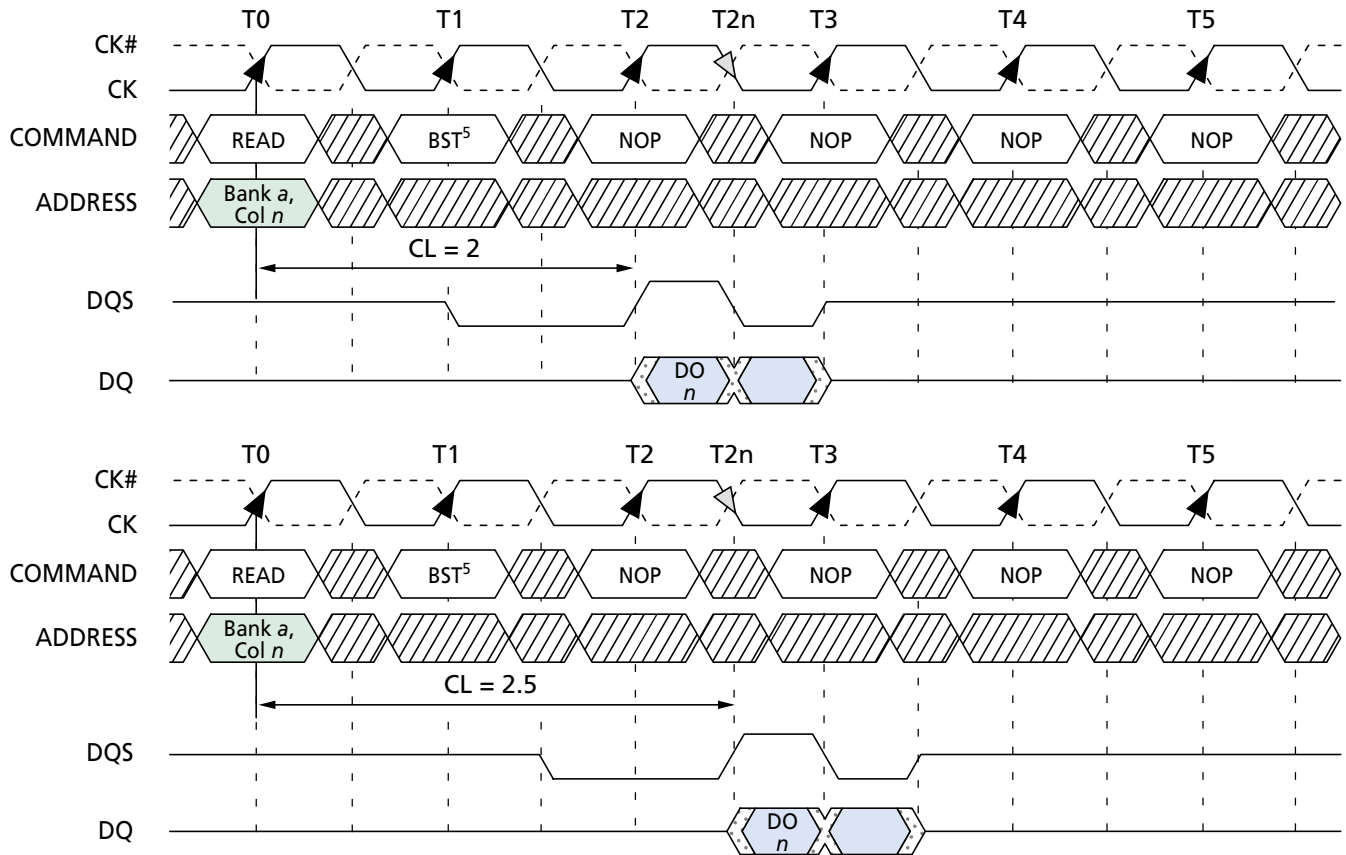 T0 T1 T2 T2n T3 T4 T5
CK#
CK
COMMAND READ BST⁵ NOP NOP NOP NOP
ADDRESS Bank a,
Col n
CL = 2
DQS
DQ DO
n
T0 T1 T2 T2n T3 T4 T5
CK#
CK
COMMAND READ BST⁵ NOP NOP NOP NOP
ADDRESS Bank a,
Col n
CL = 2.5
DQS
DQ DO
n